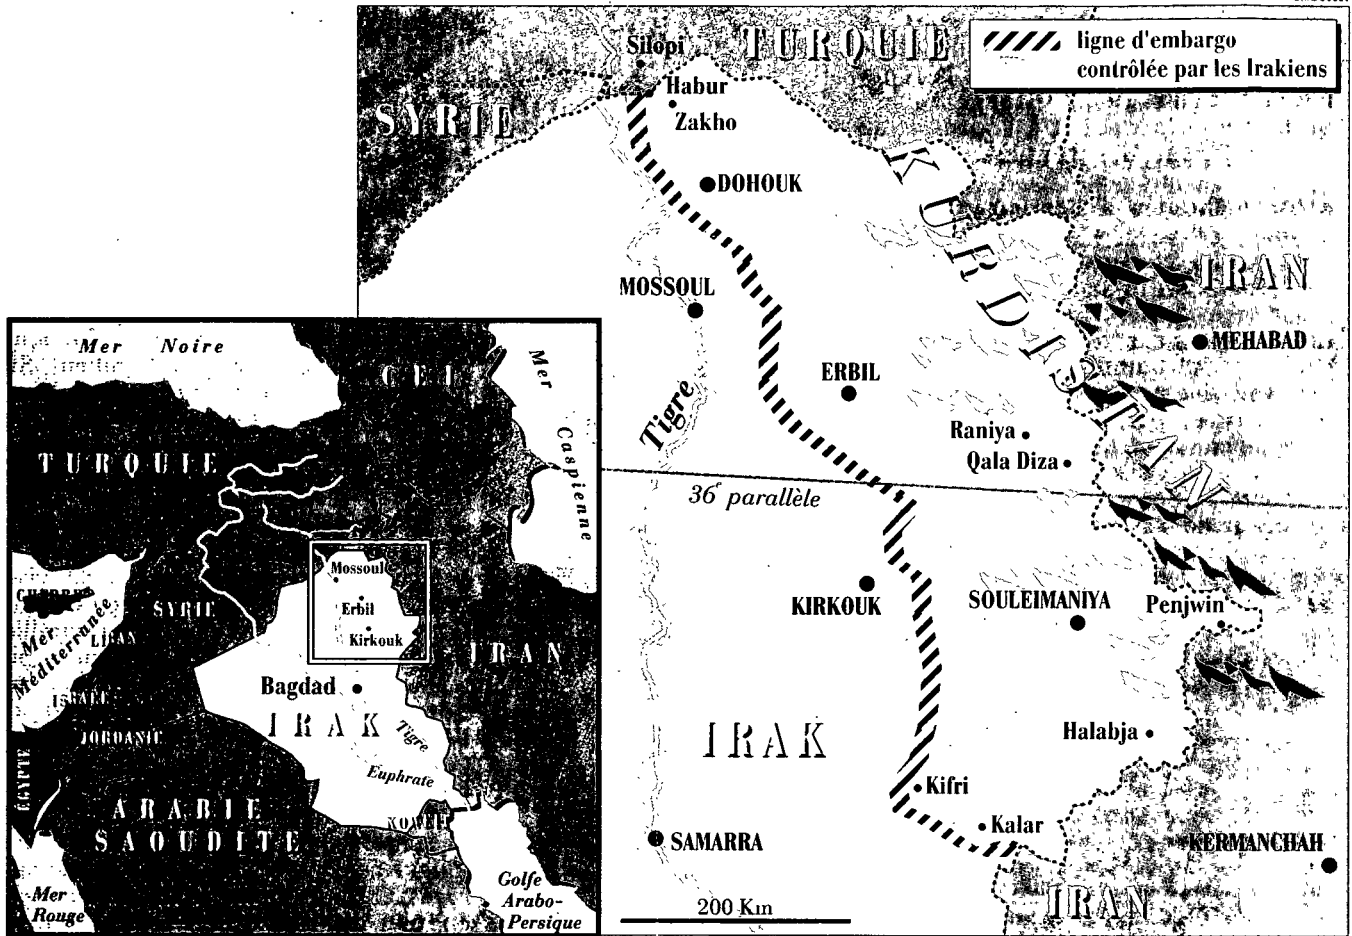 TURQUIE
ligne d'embargo
contrôlée par les Irakiens
Silopi
SYRIE
Habur
Zakho
DOHOUK
KURDISTAN
IRAN
MOSSOUL
MEHABAD
ERBIL
Tigre
Raniya
Qala Diza
36e parallèle
KIRKOUK
SOULEIMANIYA
Penjwin
IRAK
Halabja
Kifri
Kalar
SAMARRA
KERMANCHAH
IRAN
200 Km
Mer Noire
CEI
Mer Caspienne
TURQUIE
Mossoul
Erbil
Kirkouk
SYRIE
Mer
Méditerranée
LIBAN
IRAN
Bagdad
IRAK
Tigre
Euphrate
JORDANIE
ÉGYPTE
ARABIE
SAOUDITE
Golfe
Arabo-
Persique
Mer
Rouge